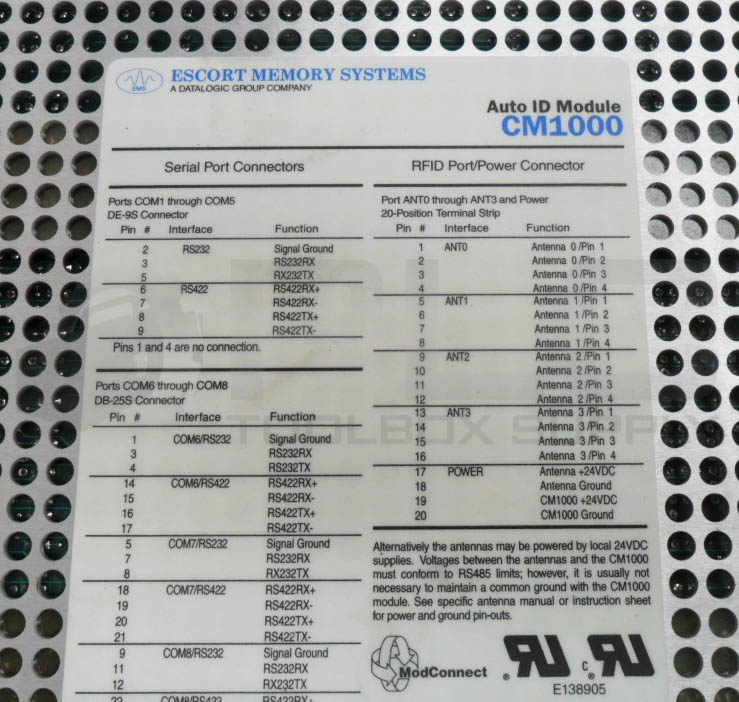 ESCORT MEMORY SYSTEMS
EMS
A DATALOGIC GROUP COMPANY
Auto ID Module
CM1000
Serial Port Connectors
Ports COM1 through COM5
DE-9S Connector
Pin # Interface Function
2 RS232 Signal Ground
3 RS232RX
5 RX232TX
6 RS422 RS422RX+
7 RS422RX-
8 RS422TX+
9 RS422TX-
Pins 1 and 4 are no connection.
Ports COM6 through COM8
DB-25S Connector
Pin # Interface Function
1 COM6/RS232 Signal Ground
3 RS232RX
4 RS232TX
14 COM6/RS422 RS422RX+
15 RS422RX-
16 RS422TX+
17 RS422TX-
5 COM7/RS232 Signal Ground
7 RS232RX
8 RX232TX
18 COM7/RS422 RS422RX+
19 RS422RX-
20 RS422TX+
21 RS422TX-
9 COM8/RS232 Signal Ground
11 RS232RX
12 RX232TX
22 COM8/RS422 RS422RX+
RFID Port/Power Connector
Port ANT0 through ANT3 and Power
20-Position Terminal Strip
Pin # Interface Function
1 ANT0 Antenna 0/Pin 1
2 Antenna 0/Pin 2
3 Antenna 0/Pin 3
4 Antenna 0/Pin 4
5 ANT1 Antenna 1/Pin 1
6 Antenna 1/Pin 2
7 Antenna 1/Pin 3
8 Antenna 1/Pin 4
9 ANT2 Antenna 2/Pin 1
10 Antenna 2/Pin 2
11 Antenna 2/Pin 3
12 Antenna 2/Pin 4
13 ANT3 Antenna 3/Pin 1
14 Antenna 3/Pin 2
15 Antenna 3/Pin 3
16 Antenna 3/Pin 4
17 POWER Antenna +24VDC
18 Antenna Ground
19 CM1000 +24VDC
20 CM1000 Ground
Alternatively the antennas may be powered by local 24VDC
supplies. Voltages between the antennas and the CM1000
must conform to RS485 limits; however, it is usually not
necessary to maintain a common ground with the CM1000
module. See specific antenna manual or instruction sheet
for power and ground pin-outs.
ModConnect
E138905
TOOLBOX SUPPLY